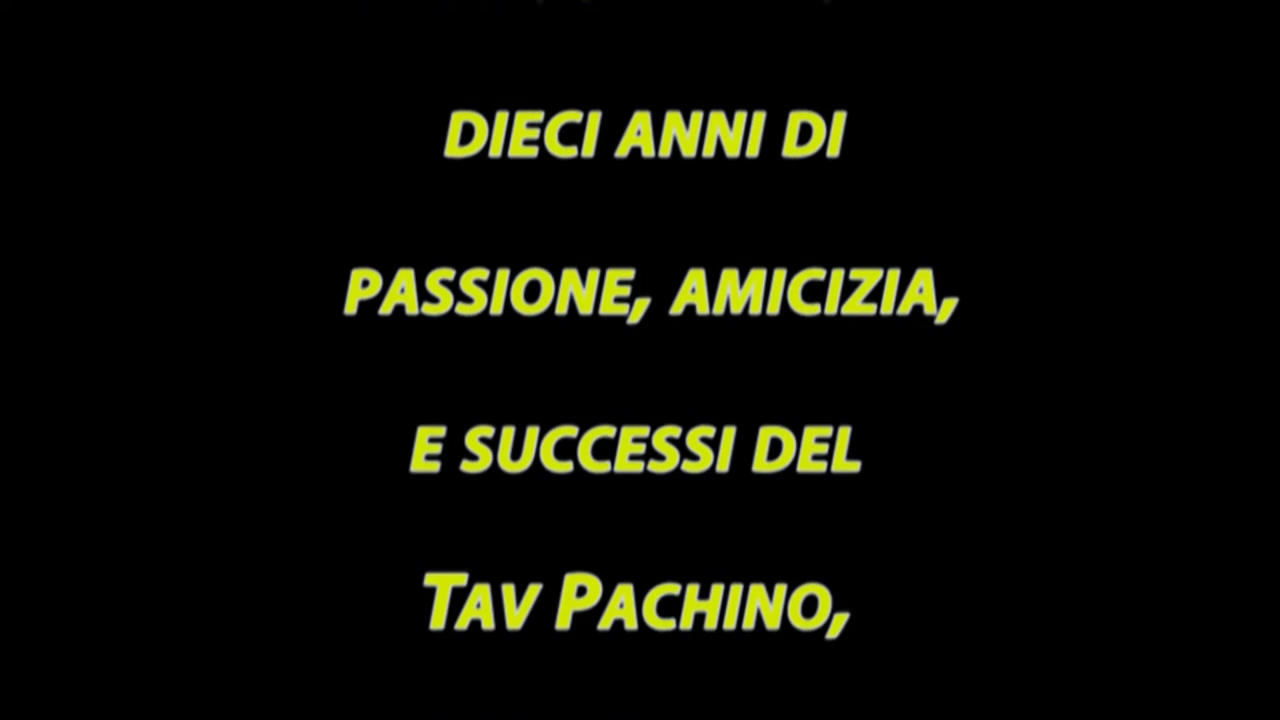 DIECI ANNI DI
PASSIONE, AMICIZIA,
E SUCCESSI DEL
TAV PACHINO,